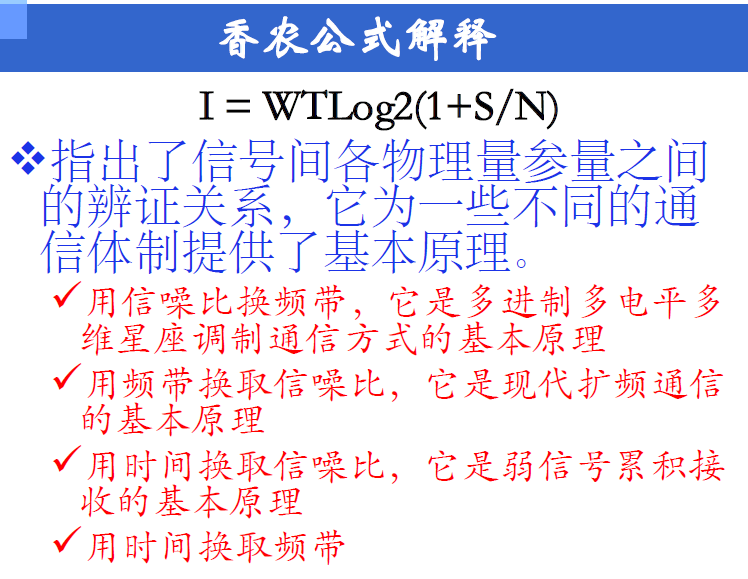 香农公式解释
I = WTLog2(1+S/N)
❖指出了信号间各物理量参量之间
的辨证关系，它为一些不同的通
信体制提供了基本原理。
✓用信噪比换频带，它是多进制多电平多
维星座调制通信方式的基本原理
✓用频带换取信噪比，它是现代扩频通信
的基本原理
✓用时间换取信噪比，它是弱信号累积接
收的基本原理
✓用时间换取频带